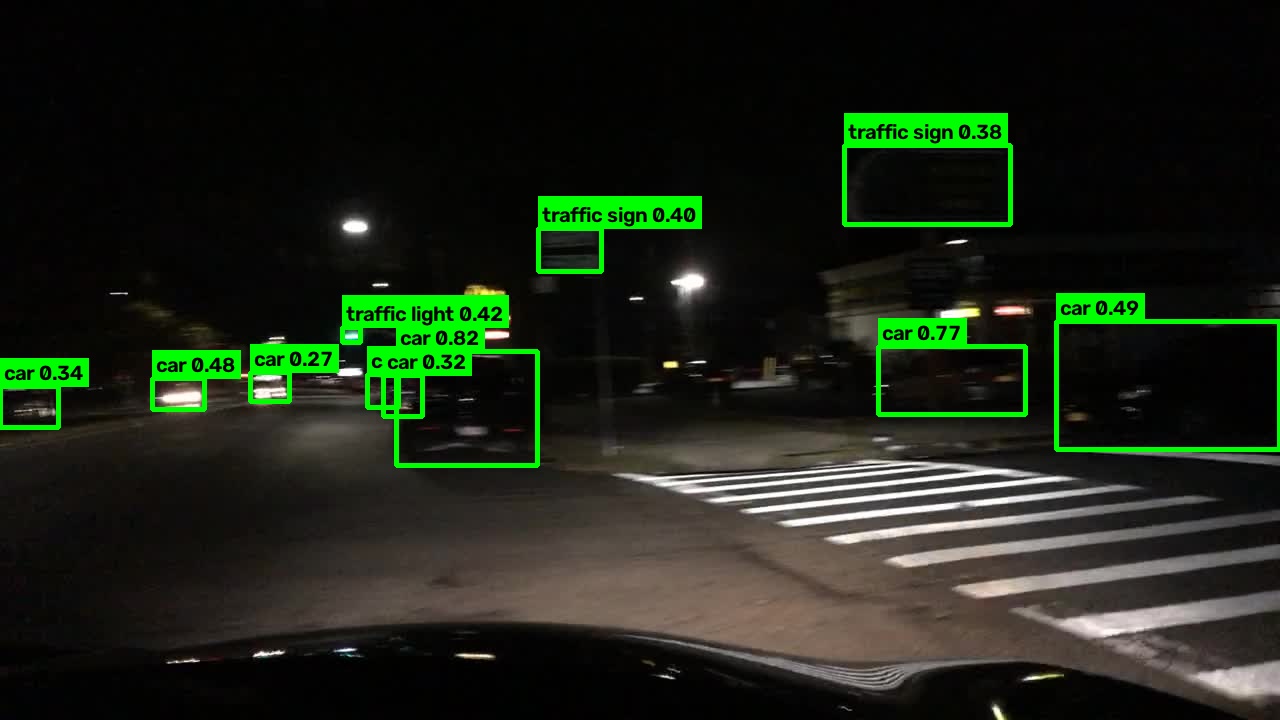 traffic sign 0.38
traffic sign 0.40
car 0.49
traffic light 0.42
car 0.82
car 0.77
car 0.48
car 0.27
c
car 0.32
car 0.34